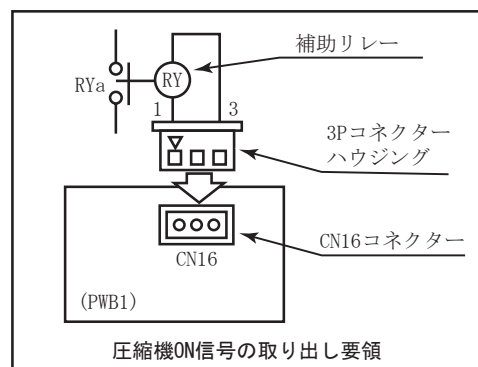 補助リレー
RYa
RY
1
3
3Pコネクター
ハウジング
CN16コネクター
CN16
(PWB1)
圧縮機ON信号の取り出し要領